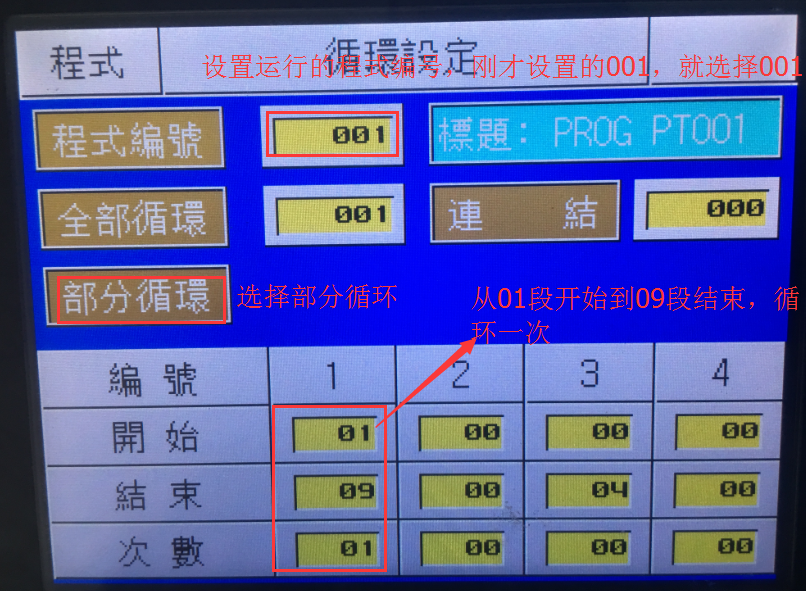 程式 循環設定
设置运行的程式编号，刚才设置的001，就选择001
程式編號 001 標題：PROG PT001
全部循環 001 連 結 000
部分循環 选择部分循环
从01段开始到09段结束，循
环一次
編 號 1 2 3 4
開 始 01 00 00 00
結 束 09 00 04 00
次 數 01 00 00 00